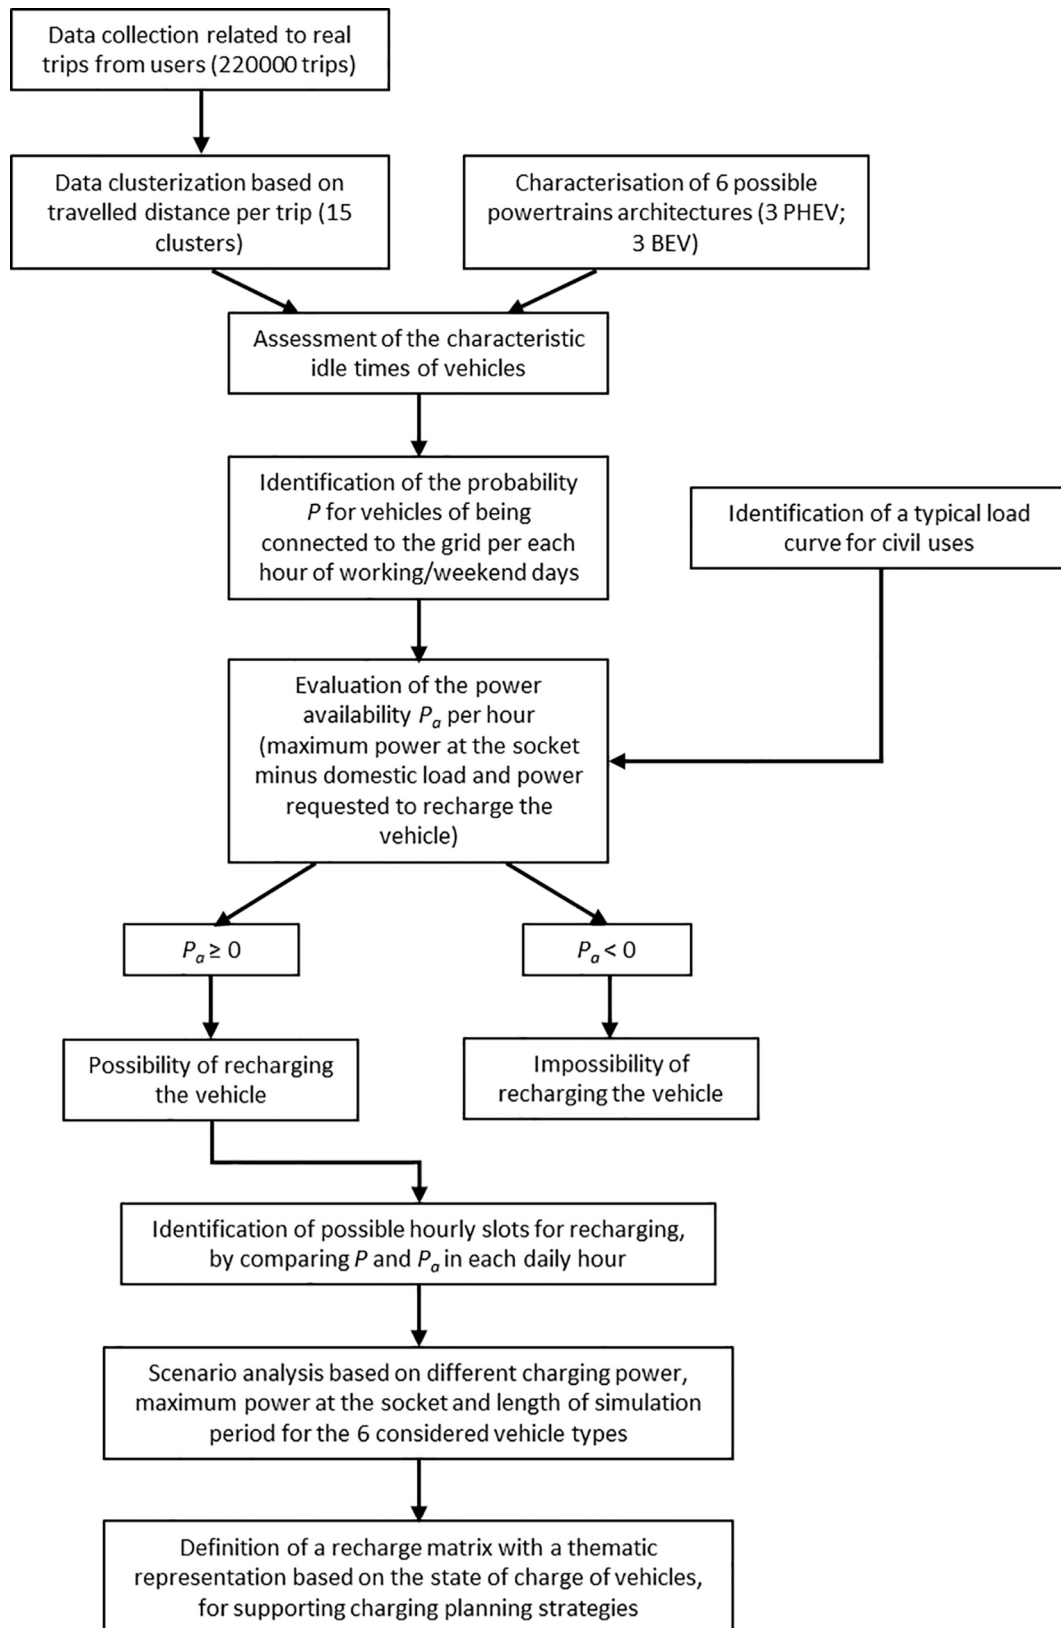 Data collection related to real
trips from users (220000 trips)
Data clusterization based on
travelled distance per trip (15
clusters)
Characterisation of 6 possible
powertrains architectures (3 PHEV;
3 BEV)
Assessment of the characteristic
idle times of vehicles
Identification of the probability
P for vehicles of being
connected to the grid per each
hour of working/weekend days
Identification of a typical load
curve for civil uses
Evaluation of the power
availability Pa per hour
(maximum power at the socket
minus domestic load and power
requested to recharge the
vehicle)
Pa ≥ 0
Pa < 0
Possibility of recharging
the vehicle
Impossibility of
recharging the vehicle
Identification of possible hourly slots for recharging,
by comparing P and Pa in each daily hour
Scenario analysis based on different charging power,
maximum power at the socket and length of simulation
period for the 6 considered vehicle types
Definition of a recharge matrix with a thematic
representation based on the state of charge of vehicles,
for supporting charging planning strategies